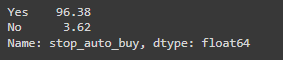 Yes    96.38
No      3.62
Name: stop_auto_buy, dtype: float64